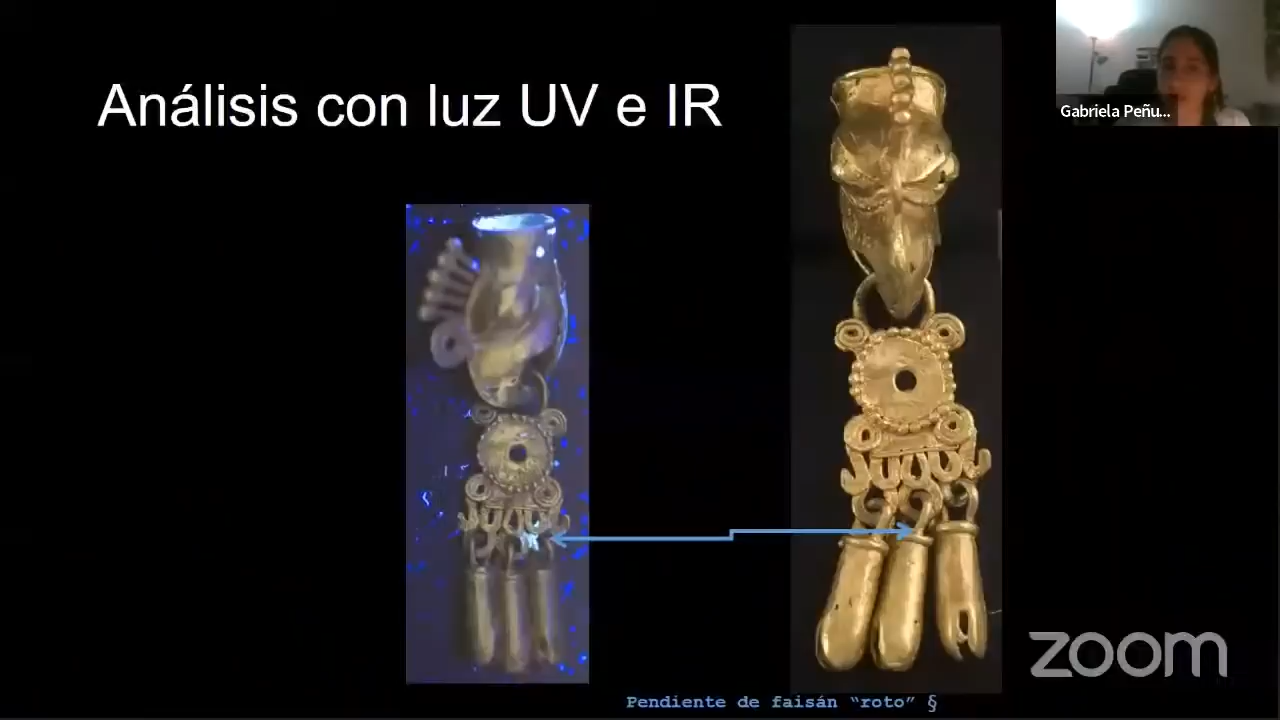 Análisis con luz UV e IR
Gabriela Peñu...
zoom
Pendiente de faisán “roto” §